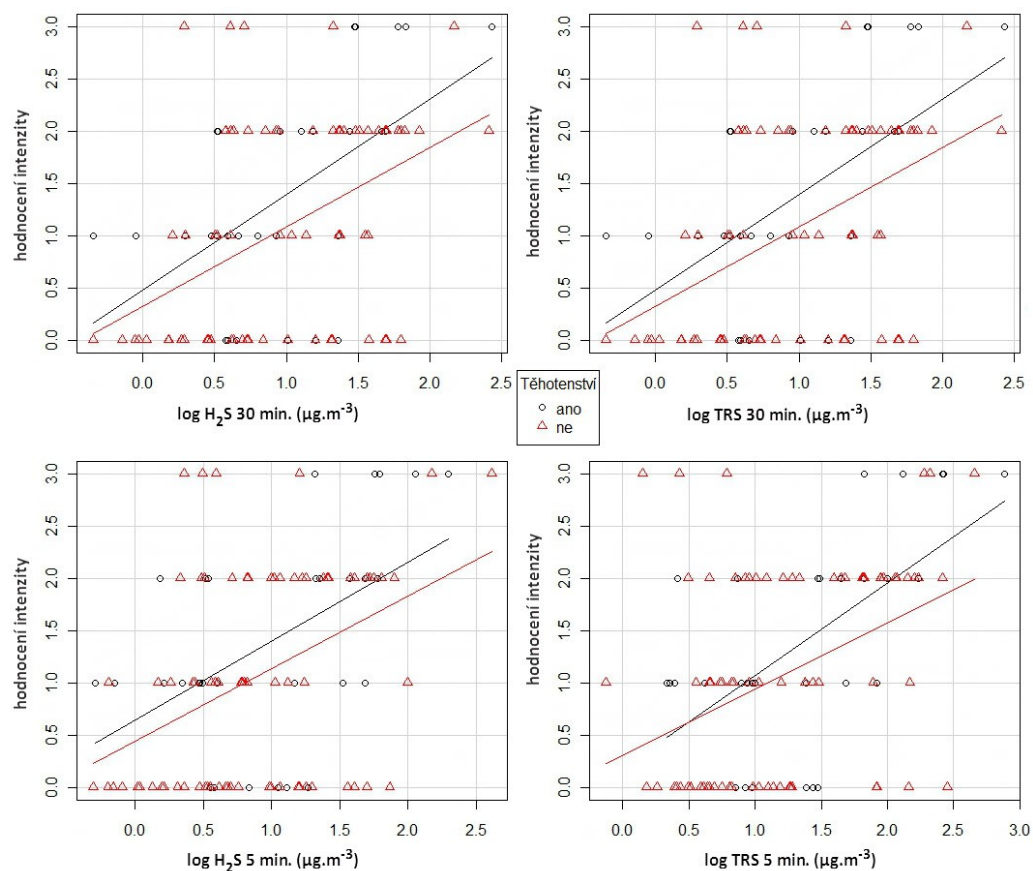 hodnocení intenzity
3.0
2.5
2.0
1.5
1.0
0.5
0.0
0.0 0.5 1.0 1.5 2.0 2.5
log H₂S 30 min. (µg.m⁻³)
hodnocení intenzity
3.0
2.5
2.0
1.5
1.0
0.5
0.0
0.0 0.5 1.0 1.5 2.0 2.5
log TRS 30 min. (µg.m⁻³)
Těhotenství
ano
ne
hodnocení intenzity
3.0
2.5
2.0
1.5
1.0
0.5
0.0
0.0 0.5 1.0 1.5 2.0 2.5
log H₂S 5 min. (µg.m⁻³)
hodnocení intenzity
3.0
2.5
2.0
1.5
1.0
0.5
0.0
0.0 0.5 1.0 1.5 2.0 2.5 3.0
log TRS 5 min. (µg.m⁻³)